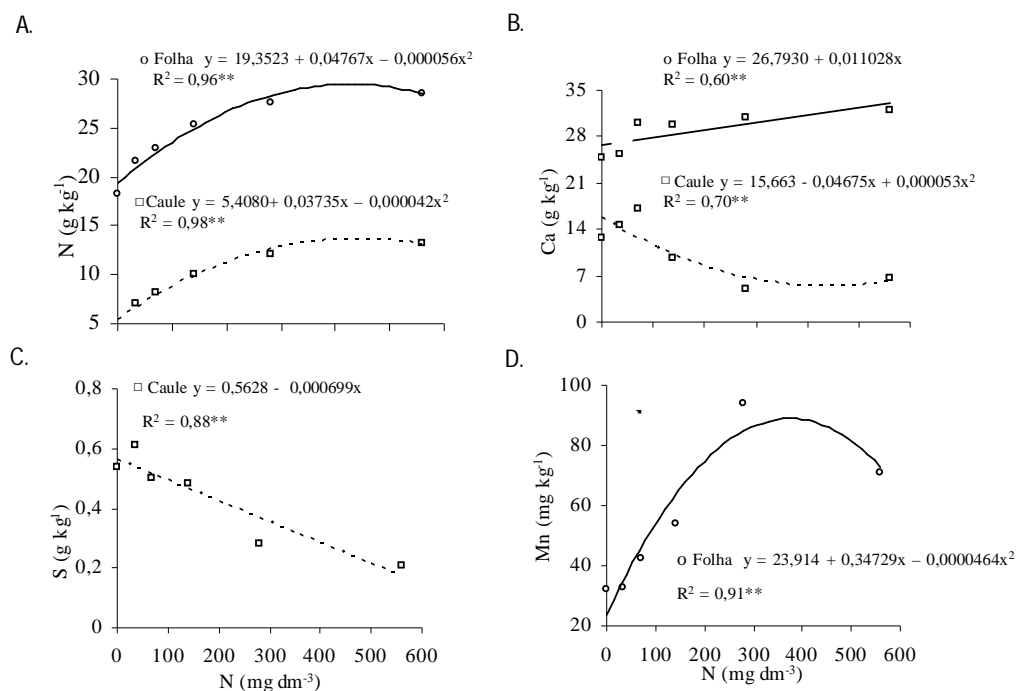 A.
o Folha y = 19,3523 + 0,04767x – 0,000056x²
R² = 0,96**
30
25
20
15
10
5
N (g kg⁻¹)
□ Caule y = 5,4080+ 0,03735x – 0,000042x²
R² = 0,98**
B.
o Folha y = 26,7930 + 0,011028x
R² = 0,60**
35
28
21
14
7
0
Ca (g kg⁻¹)
□ Caule y = 15,663 - 0,04675x + 0,000053x²
R² = 0,70**
C.
□ Caule y = 0,5628 - 0,000699x
R² = 0,88**
0,8
0,6
0,4
0,2
0
S (g kg⁻¹)
0 100 200 300 400 500 600
N (mg dm⁻³)
D.
100
80
60
40
20
Mn (mg kg⁻¹)
o Folha y = 23,914 + 0,34729x – 0,0000464x²
R² = 0,91**
0 100 200 300 400 500 600
N (mg dm⁻³)